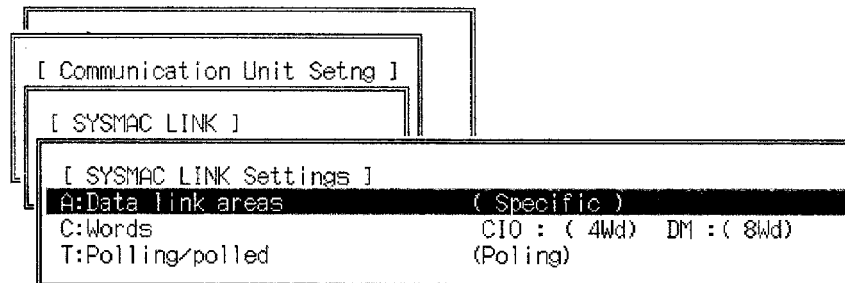 [ Communication Unit Setng ]
[ SYSMAC LINK ]
[ SYSMAC LINK Settings ]
A:Data link areas ( Specific )
C:Words CIO : ( 4Wd) DM :( 8Wd)
T:Polling/polled (Poling)